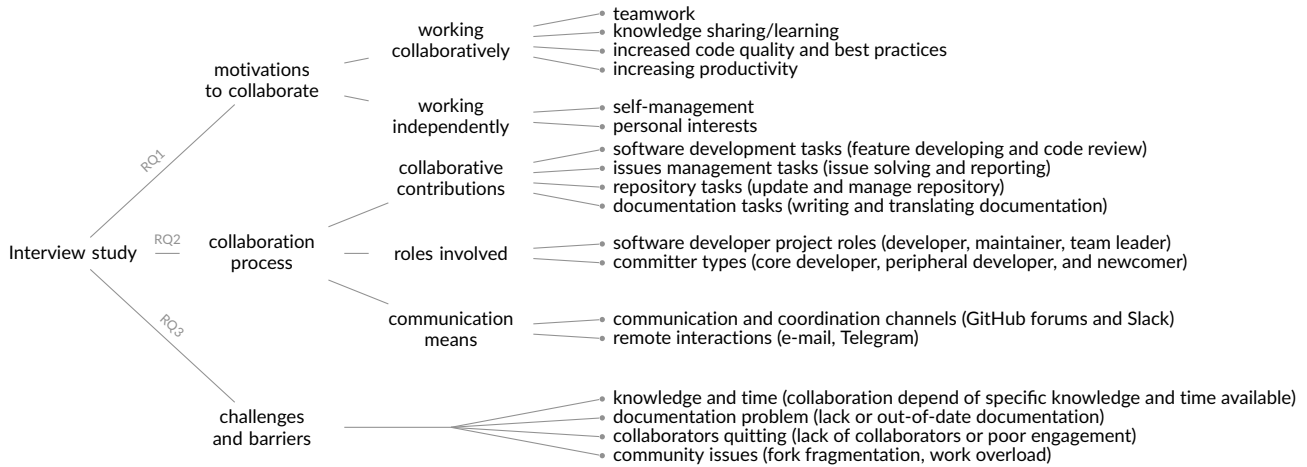 Interview study
RQ1
motivations
to collaborate
working
collaboratively
teamwork
knowledge sharing/learning
increased code quality and best practices
increasing productivity
working
independently
self-management
personal interests
RQ2
collaboration
process
collaborative
contributions
software development tasks (feature developing and code review)
issues management tasks (issue solving and reporting)
repository tasks (update and manage repository)
documentation tasks (writing and translating documentation)
roles involved
software developer project roles (developer, maintainer, team leader)
committer types (core developer, peripheral developer, and newcomer)
communication
means
communication and coordination channels (GitHub forums and Slack)
remote interactions (e-mail, Telegram)
RQ3
challenges
and barriers
knowledge and time (collaboration depend of specific knowledge and time available)
documentation problem (lack or out-of-date documentation)
collaborators quitting (lack of collaborators or poor engagement)
community issues (fork fragmentation, work overload)